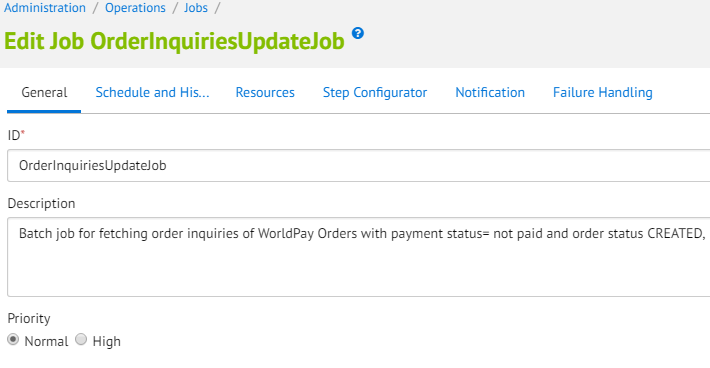 Administration / Operations / Jobs /
Edit Job OrderInquiriesUpdateJob ?
General Schedule and His... Resources Step Configurator Notification Failure Handling
ID*
OrderInquiriesUpdateJob
Description
Batch job for fetching order inquiries of WorldPay Orders with payment status= not paid and order status CREATED,
Priority
Normal High